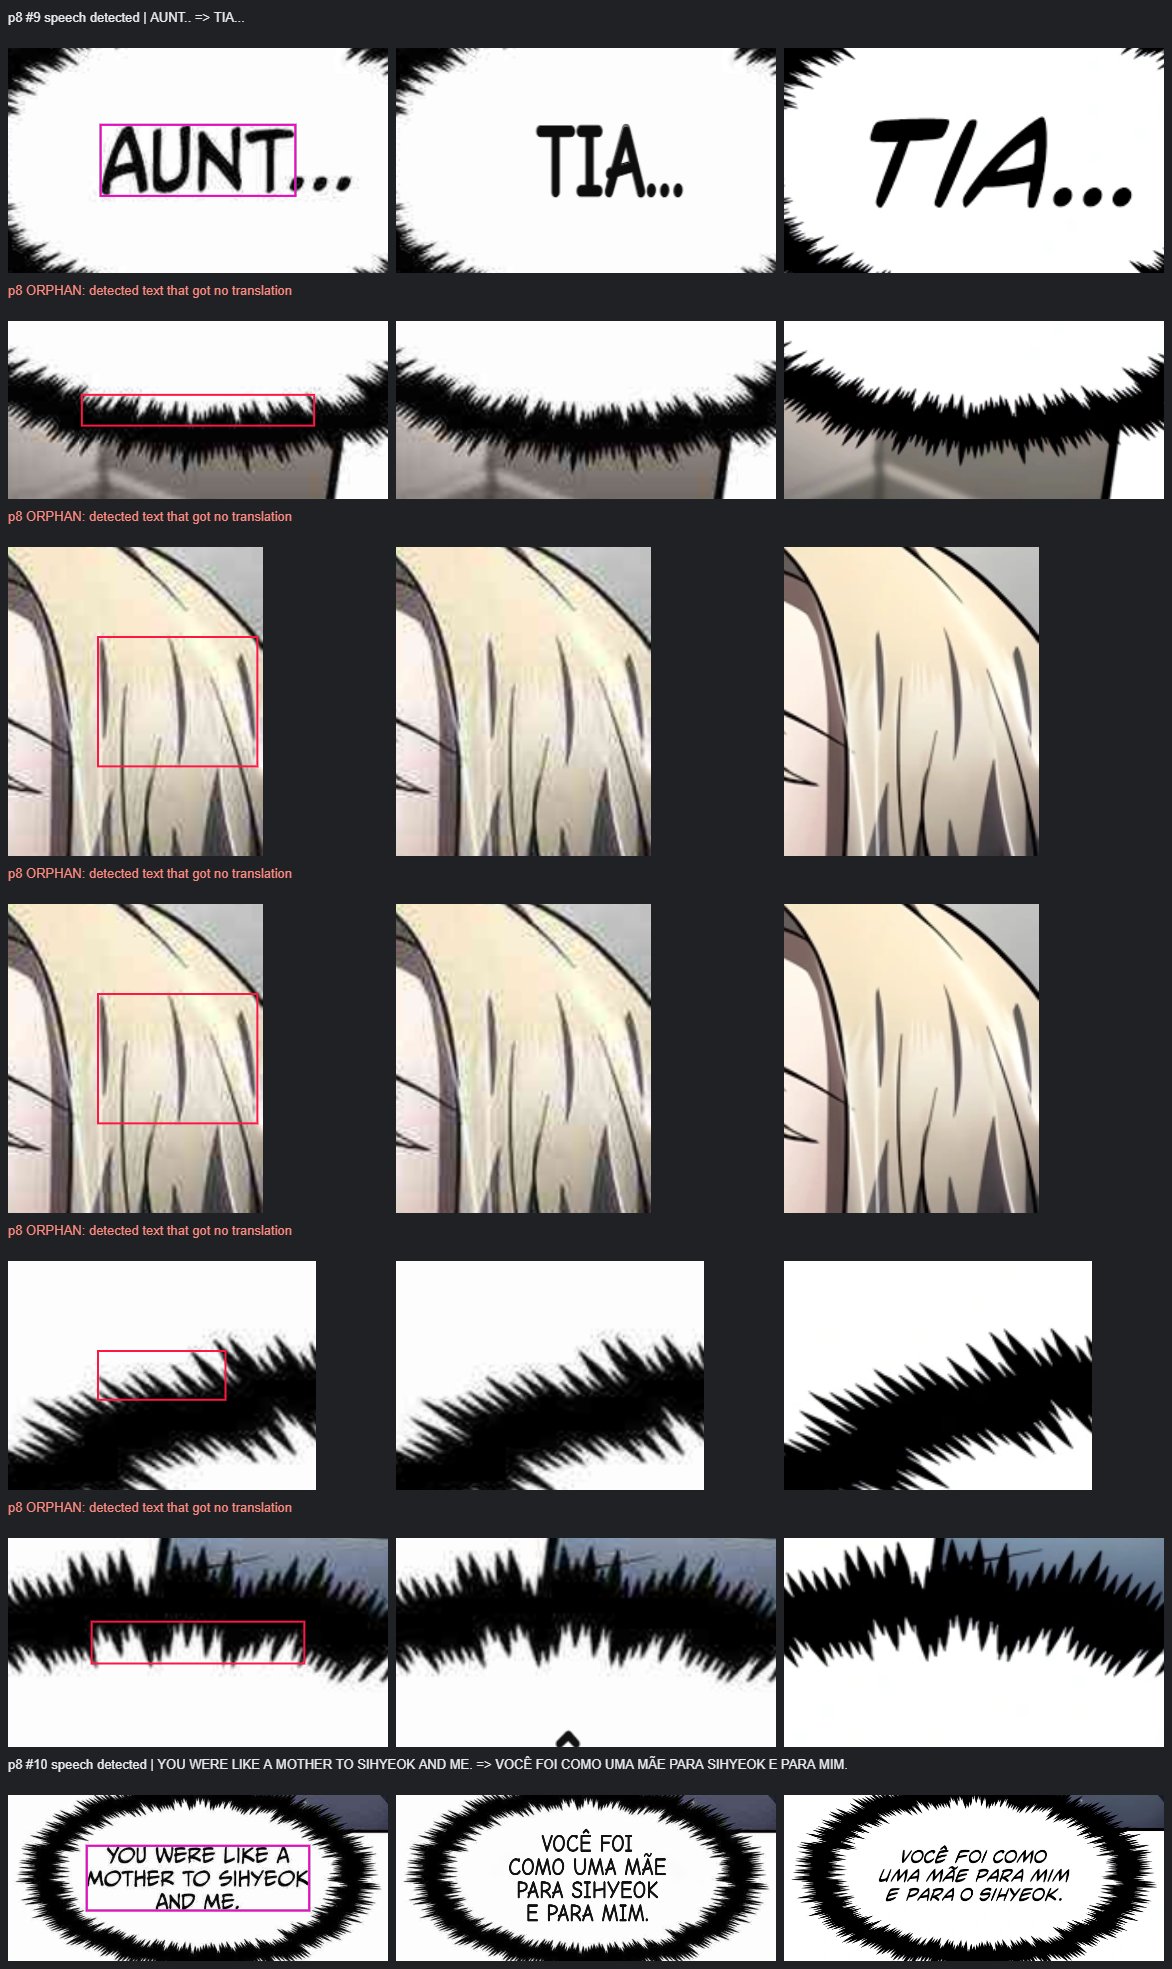 p8 #9 speech detected | AUNT.. => TIA...
AUNT...
TIA...
TIA...
p8 ORPHAN: detected text that got no translation
p8 ORPHAN: detected text that got no translation
p8 ORPHAN: detected text that got no translation
p8 ORPHAN: detected text that got no translation
p8 ORPHAN: detected text that got no translation
p8 #10 speech detected | YOU WERE LIKE A MOTHER TO SIHYEOK AND ME. => VOCÊ FOI COMO UMA MÃE PARA SIHYEOK E PARA MIM.
YOU WERE LIKE A
MOTHER TO SIHYEOK
AND ME.
VOCÊ FOI
COMO UMA MÃE
PARA SIHYEOK
E PARA MIM.
VOCÊ FOI COMO
UMA MÃE PARA MIM
E PARA O SIHYEOK.